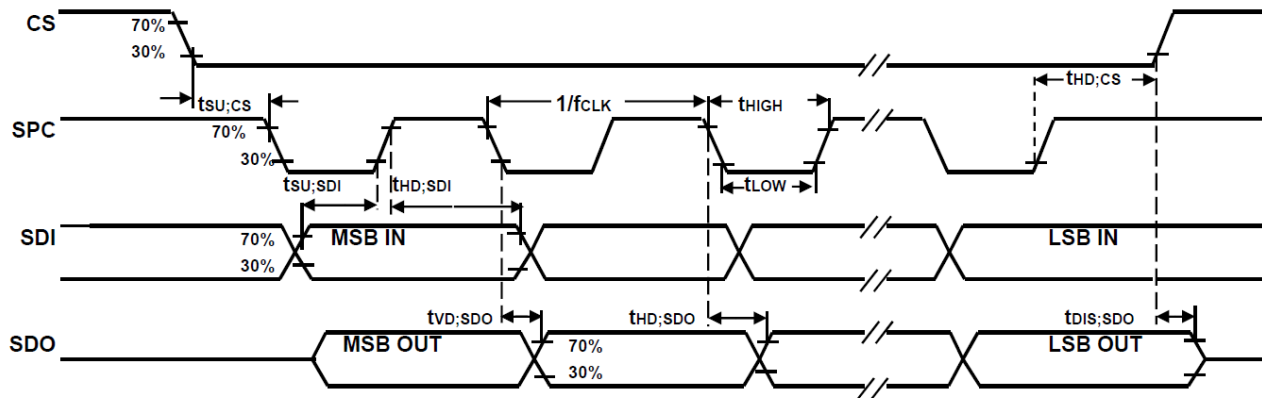 CS
70%
30%
tSU;CS
1/fCLK
tHIGH
tHD;CS
SPC
70%
30%
tSU;SDI
tHD;SDI
tLOW
SDI
70%
30%
MSB IN
LSB IN
tVD;SDO
tHD;SDO
tDIS;SDO
SDO
MSB OUT
70%
30%
LSB OUT